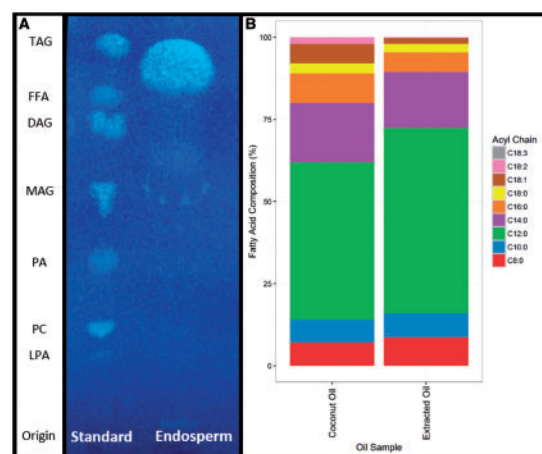 A
TAG
FFA
DAG
MAG
PA
PC
LPA
Origin
Standard Endosperm
B
Fatty Acid Composition (%)
100
75
50
25
0
Coconut Oil
Extracted Oil
Oil Sample
Acyl Chain
C18:3
C18:2
C18:1
C18:0
C16:0
C14:0
C12:0
C10:0
C8:0